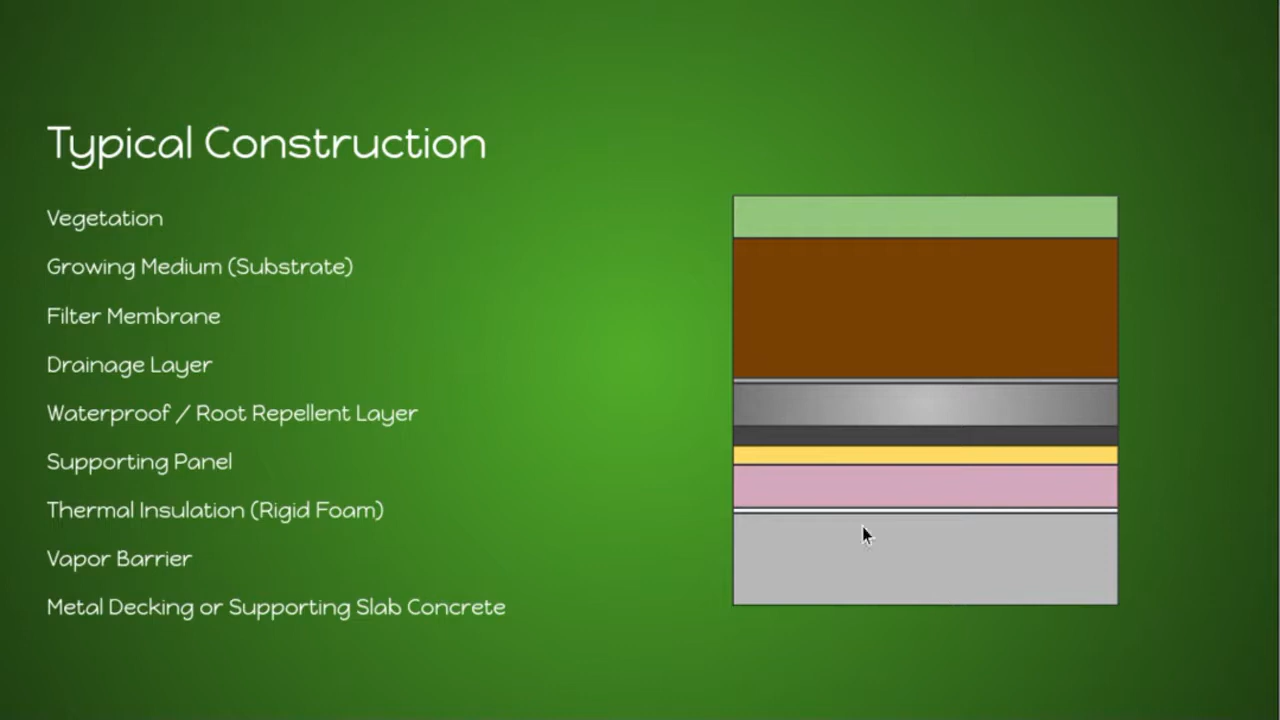 Typical Construction
Vegetation
Growing Medium (Substrate)
Filter Membrane
Drainage Layer
Waterproof / Root Repellent Layer
Supporting Panel
Thermal Insulation (Rigid Foam)
Vapor Barrier
Metal Decking or Supporting Slab Concrete